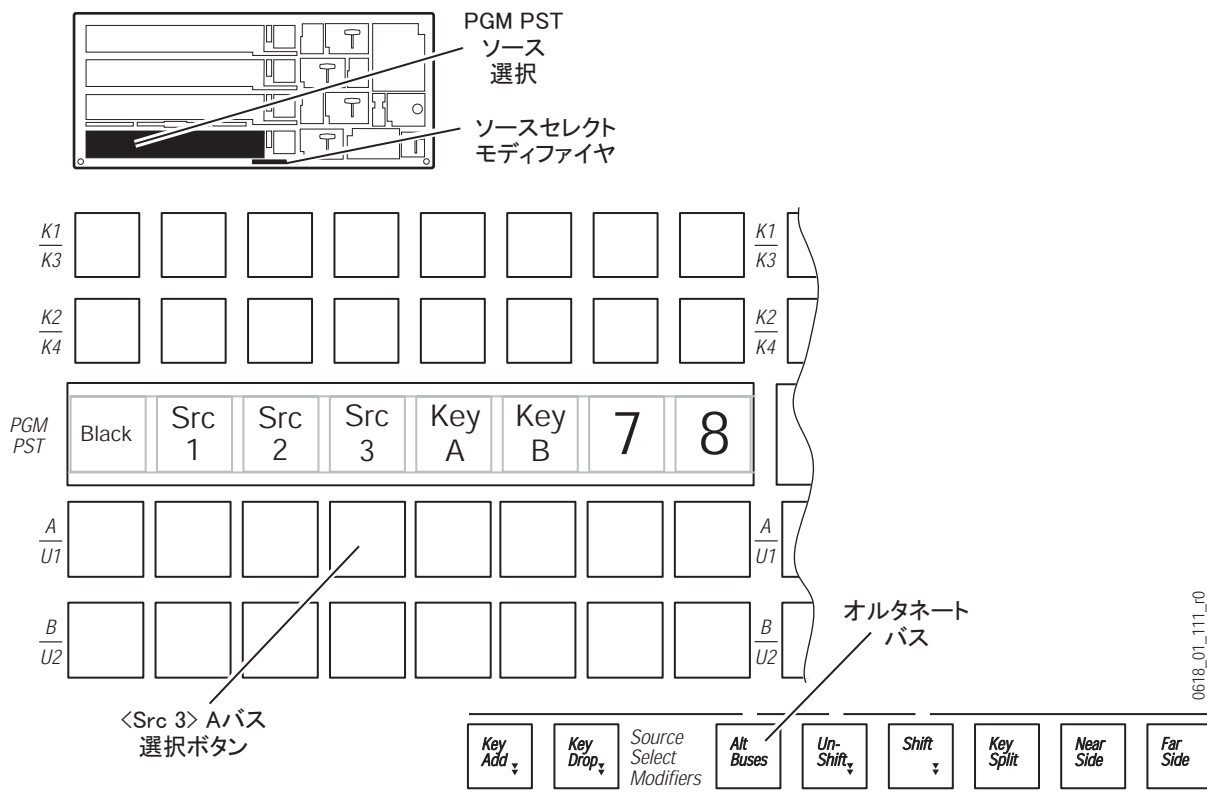 PGM PST
ソース
選択
ソースセレクト
モディファイヤ
K1
K3
K1
K3
K2
K4
K2
K4
PGM
PST
Black
Src
1
Src
2
Src
3
Key
A
Key
B
7
8
A
U1
A
U1
B
U2
B
U2
オルタネート
バス
<Src 3> Aバス
選択ボタン
Key
Add
Key
Drop
Source
Select
Modifiers
Alt
Buses
Un-
Shift
Shift
Key
Split
Near
Side
Far
Side
0618_01_111_r0